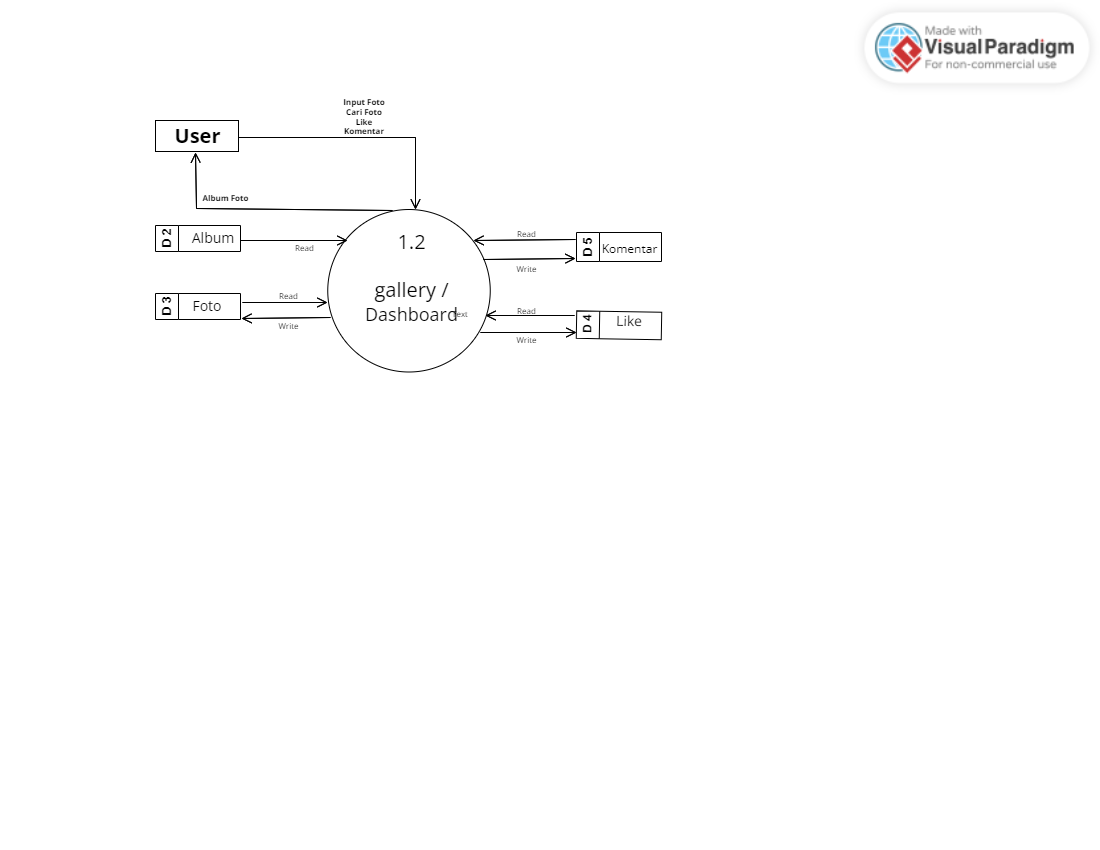 Made with
Visual Paradigm
For non-commercial use
Input Foto
Cari Foto
Like
Komentar
User
Album Foto
D 2
Album
Read
1.2
gallery /
Dashboard
Text
Read
D 5
Komentar
Write
D 3
Foto
Read
Write
Read
D 4
Like
Write